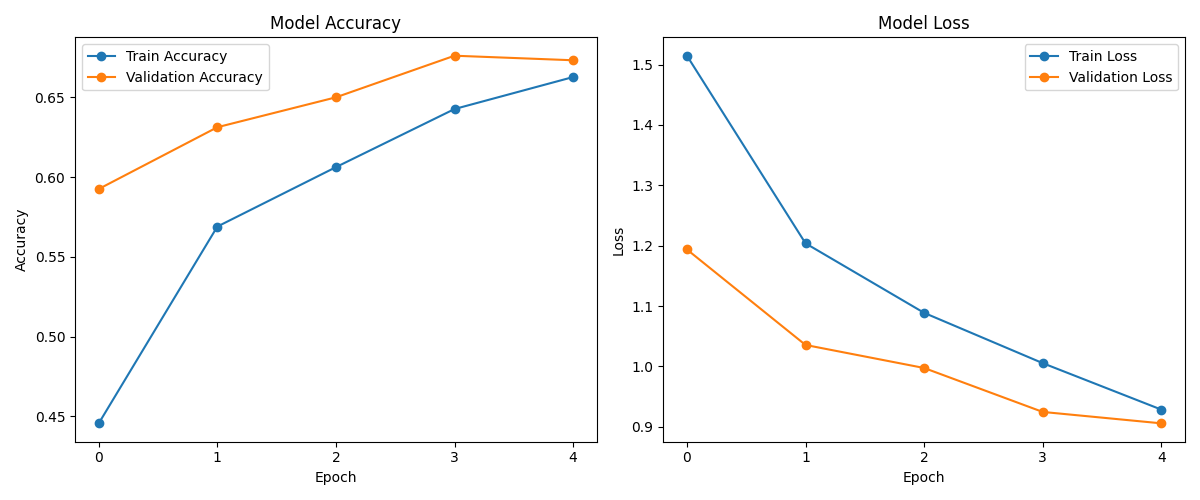 Model Accuracy
Train Accuracy
Validation Accuracy
Accuracy
0.65
0.60
0.55
0.50
0.45
0 1 2 3 4
Epoch
Model Loss
Train Loss
Validation Loss
Loss
1.5
1.4
1.3
1.2
1.1
1.0
0.9
0 1 2 3 4
Epoch